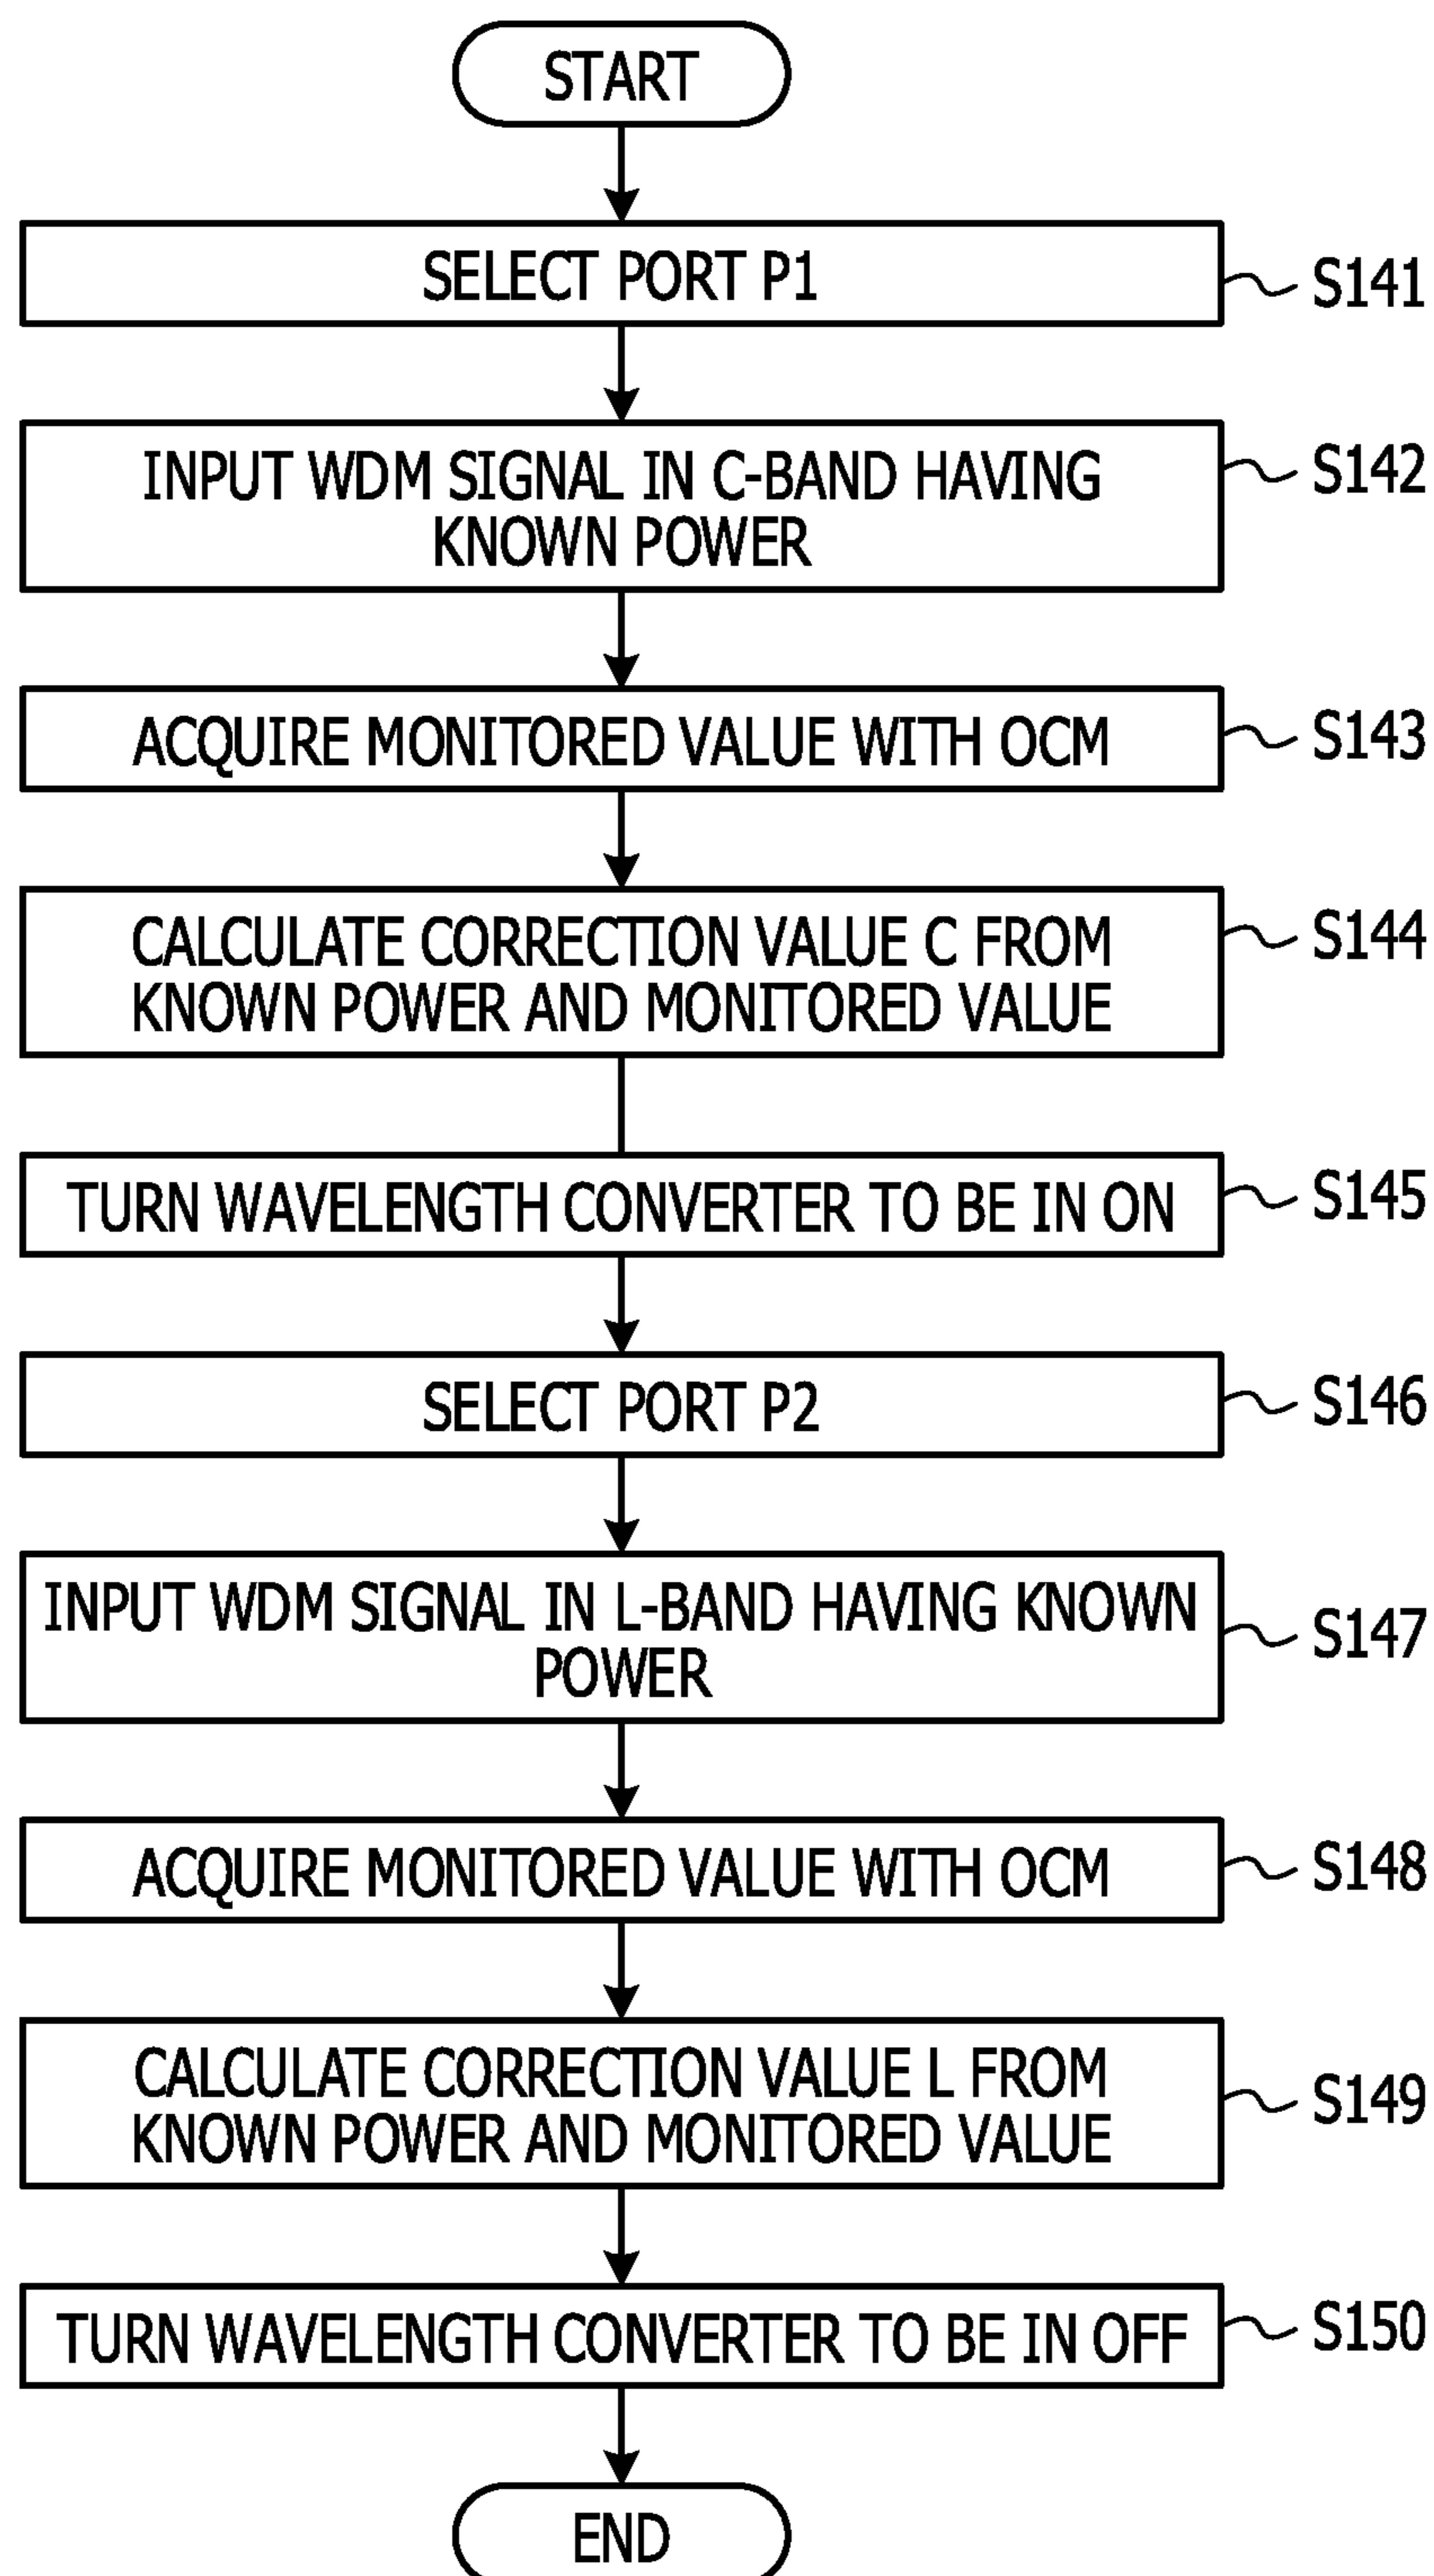 START
SELECT PORT P1
S141
INPUT WDM SIGNAL IN C-BAND HAVING
KNOWN POWER
S142
ACQUIRE MONITORED VALUE WITH OCM
S143
CALCULATE CORRECTION VALUE C FROM
KNOWN POWER AND MONITORED VALUE
S144
TURN WAVELENGTH CONVERTER TO BE IN ON
S145
SELECT PORT P2
S146
INPUT WDM SIGNAL IN L-BAND HAVING KNOWN
POWER
S147
ACQUIRE MONITORED VALUE WITH OCM
S148
CALCULATE CORRECTION VALUE L FROM
KNOWN POWER AND MONITORED VALUE
S149
TURN WAVELENGTH CONVERTER TO BE IN OFF
S150
END